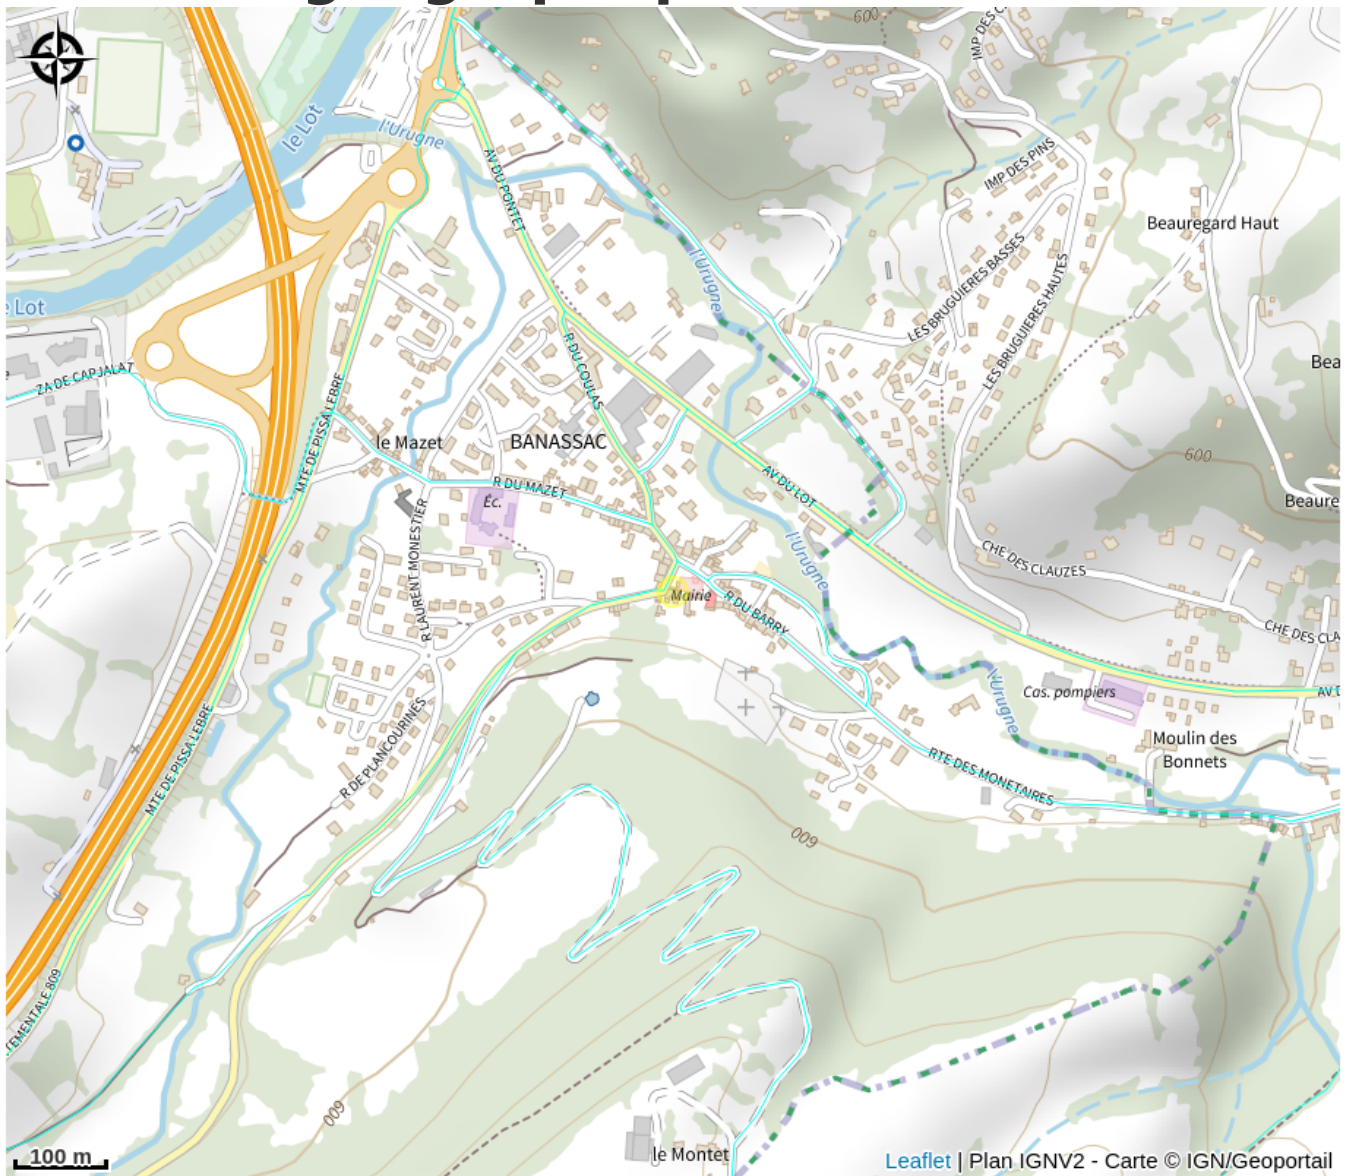 600
IMP DES C
le Lot
l'Urugne
AV DU PONTET
IMP DES PINS
Beauregard Haut
l'Urugne
LES BRUGUIERES BASSES
LES BRUGUIERES HAUTES
e Lot
ZA DE CAPJALAT
R DU COULAS
Bea
MTE DE PISSA LEBRE
le Mazet
BANASSAC
600
AV DU LOT
R DU MAZET
Éc.
Beaure
R LAURENT MONESTIER
l'Urugne
CHE DES CLAUZES
Mairie
R DU BARRY
CHE DES CLA
l'Urugne
Cas. pompiers
AV D
MTE DE PISSA LEBRE
R DE PLANCOURINES
Moulin des
Bonnets
RTE DES MONETAIRES
600
TEMENTALE 809
600
le Montet
100 m
Leaflet | Plan IGNV2 - Carte © IGN/Geoportail